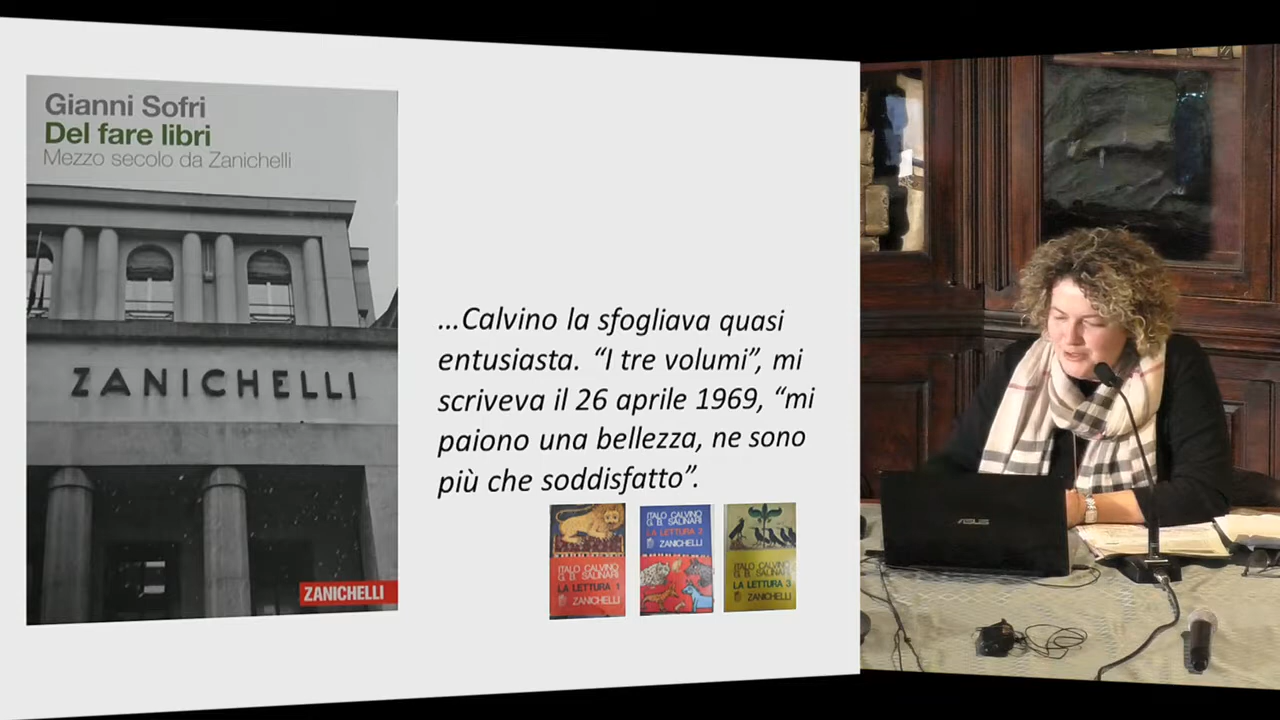 Gianni Sofri
Del fare libri
Mezzo secolo da Zanichelli
ZANICHELLI
ZANICHELLI
...Calvino la sfogliava quasi
entusiasta. “I tre volumi”, mi
scriveva il 26 aprile 1969, “mi
paiono una bellezza, ne sono
più che soddisfatto”.
ITALO CALVINO
G. B. SALINARI
LA LETTURA 1
ZANICHELLI
ITALO CALVINO
G. B. SALINARI
LA LETTURA 2
ZANICHELLI
ITALO CALVINO
G. B. SALINARI
LA LETTURA 3
ZANICHELLI
ASUS